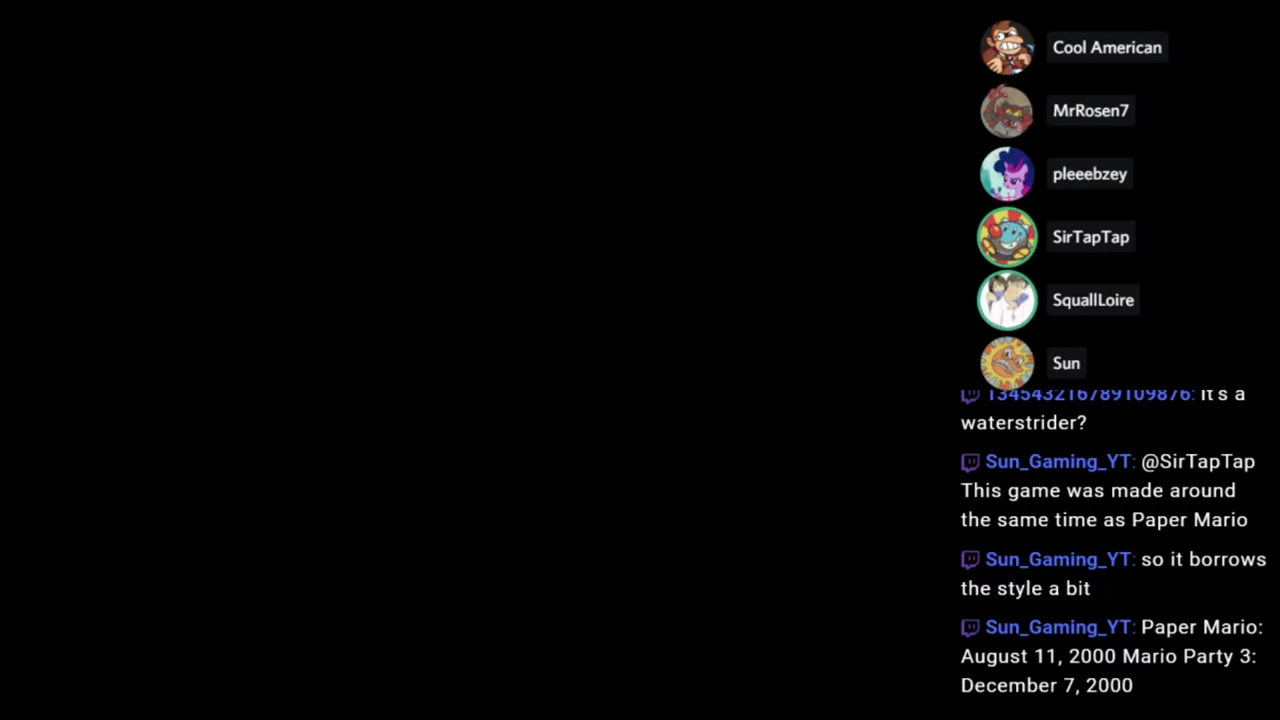 Cool American
MrRosen7
pleeebzey
SirTapTap
SquallLoire
Sun
134543216789109876: It's a
waterstrider?
Sun_Gaming_YT: @SirTapTap
This game was made around
the same time as Paper Mario
Sun_Gaming_YT: so it borrows
the style a bit
Sun_Gaming_YT: Paper Mario:
August 11, 2000 Mario Party 3:
December 7, 2000